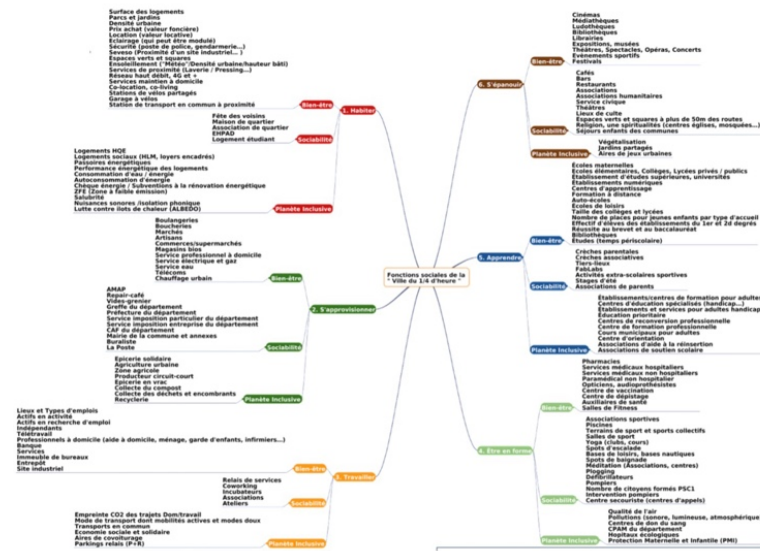 Fonctions sociales de la
" Ville du 1/4 d'heure "
1. Habiter
Bien-être
Surface des logements
Parcs et jardins
Densité urbaine
Prix achat (valeur foncière)
Location (valeur locative)
Eclairage (qui peut être modulé)
Sécurité (poste de police, gendarmerie…)
Seveso (Proximité d'un site industriel… )
Espaces verts et squares
Ensoleillement ("Météo"/Densité urbaine/hauteur bâti)
Services de proximité (Laverie / Pressing…)
Réseau haut débit, 4G et +
Services maintien à domicile
Co-location, co-living
Stations de vélos partagés
Garage à vélos
Station de transport en commun à proximité
Sociabilité
Fête des voisins
Maison de quartier
Association de quartier
EHPAD
Logement étudiant
Planète Inclusive
Logements HQE
Logements sociaux (HLM, loyers encadrés)
Passoires énergétiques
Performance énergétique des logements
Consommation d'eau / énergie
Autoconsommation d'énergie
Chèque énergie / Subventions à la rénovation énergétique
ZFE (Zone à faible émission)
Salubrité
Nuisances sonores /isolation phonique
Lutte contre ilots de chaleur (ALBEDO)
2. S'approvisionner
Bien-être
Boulangeries
Boucheries
Marchés
Artisans
Commerces/supermarchés
Magasins bios
Service professionnel à domicile
Service électrique et gaz
Service eau
Télécoms
Chauffage urbain
Sociabilité
AMAP
Repair-café
Vides-grenier
Greffe du département
Préfecture du département
Service imposition particulier du département
Service imposition entreprise du département
CAF du département
Mairie de la commune et annexes
Buraliste
La Poste
Planète Inclusive
Epicerie solidaire
Agriculture urbaine
Zone agricole
Producteur circuit-court
Epicerie en vrac
Collecte du compost
Collecte des déchets et encombrants
Recyclerie
3. Travailler
Bien-être
Lieux et Types d'emplois
Actifs en activité
Actifs en recherche d'emploi
Indépendants
Télétravail
Professionnels à domicile (aide à domicile, ménage, garde d'enfants, infirmiers…)
Banque
Services
Immeuble de bureaux
Entrepôt
Site industriel
Sociabilité
Relais de services
Coworking
Incubateurs
Associations
Ateliers
Planète Inclusive
Empreinte CO2 des trajets Dom/travail
Mode de transport dont mobilités actives et modes doux
Transports en commun
Economie sociale et solidaire
Aires de covoiturage
Parkings relais (P+R)
6. S'épanouir
Bien-être
Cinémas
Médiathèques
Ludothèques
Bibliothèques
Librairies
Expositions, musées
Théâtres, Spectacles, Opéras, Concerts
Evènements sportifs
Festivals
Sociabilité
Cafés
Bars
Restaurants
Associations
Associations humanitaires
Service civique
Théâtres
Lieux de culte
Espaces verts et squares à plus de 50m des routes
Religion, une spiritualités (centres églises, mosquées…)
Séjours enfants des communes
Planète Inclusive
Végétalisation
Jardins partagés
Aires de jeux urbaines
5. Apprendre
Bien-être
Ecoles maternelles
Ecoles élémentaires, Collèges, Lycées privés / publics
Etablissement d'études supérieures, universités
Établissements numériques
Centres d'apprentissage
Formation à distance
Auto-écoles
Écoles de loisirs
Taille des collèges et lycées
Nombre de places pour jeunes enfants par type d'accueil
Effectif d'élèves des établissements du 1er et 2d degrés
Réussite au brevet et au baccalauréat
Bibliothèques
Études (temps périscolaire)
Sociabilité
Crèches parentales
Crèches associatives
Tiers-lieux
FabLabs
Activités extra-scolaires sportives
Stages d'été
Associations de parents
Planète Inclusive
Établissements/centres de formation pour adultes
Centres d'éducation spécialisés (handicap…)
Établissements et services pour adultes handicap
Éducation prioritaire
Centres de reconversion professionnelle
Centre de formation professionnelle
Cours municipaux pour adultes
Centre d'orientation
Associations d'aide à la réinsertion
Associations de soutien scolaire
4. Être en forme
Bien-être
Pharmacies
Services médicaux hospitaliers
Services médicaux non hospitaliers
Paramédical non hospitalier
Opticiens, audioprothésistes
Centre de vaccination
Centre de dépistage
Auxiliaires de santé
Salles de Fitness
Sociabilité
Associations sportives
Piscines
Terrains de sport et sports collectifs
Salles de sport
Yoga (clubs, cours)
Spots d'escalade
Bases de loisirs, bases nautiques
Spots de baignade
Méditation (Associations, centres)
Plogging
Défibrillateurs
Pompiers
Nombre de citoyens formés PSC1
Intervention pompiers
Centre secouriste (centres d'appels)
Planète Inclusive
Qualité de l'air
Pollutions (sonore, lumineuse, atmosphérique
Centres de don du sang
CPAM du département
Hopitaux écologiques
Protection Maternelle et Infantile (PMI)